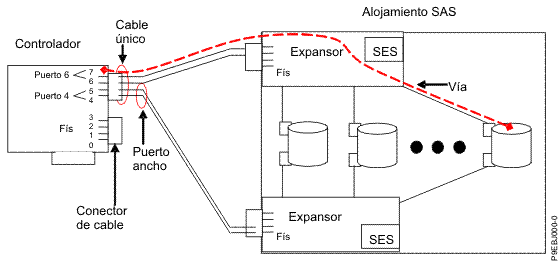 Alojamiento SAS
Cable
único
Controlador
Expansor
SES
Fís
Puerto 6
7
6
Puerto 4
5
4
Vía
Fís
3
2
1
0
Puerto
ancho
Conector
de cable
Expansor
Fís
SES
P9EBJ000-0